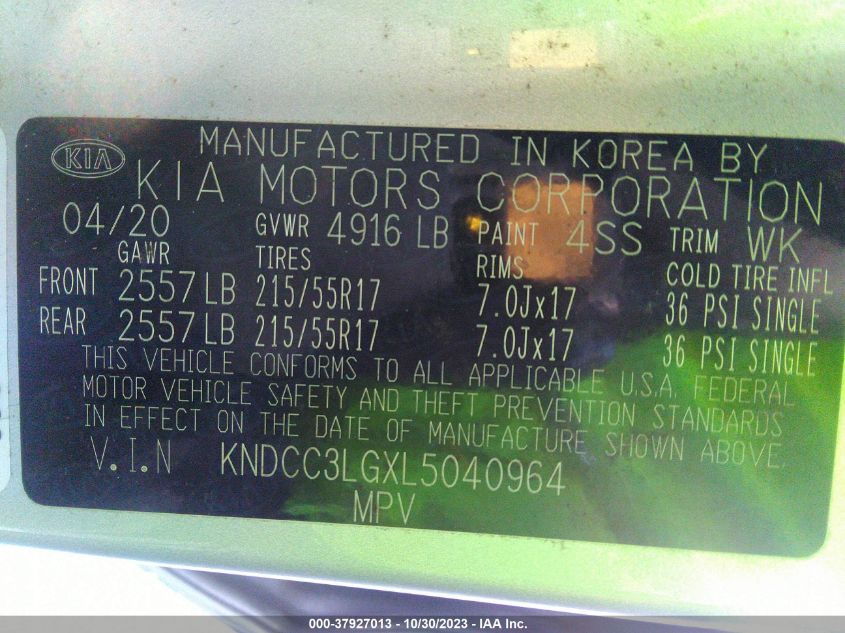 MANUFACTURED IN KOREA BY
KIA KIA MOTORS CORPORATION
04/20 GVWR 4916 LB PAINT 4SS TRIM WK
GAWR TIRES RIMS COLD TIRE INFL
FRONT 2557 LB 215/55R17 7.0Jx17 36 PSI SINGLE
REAR 2557 LB 215/55R17 7.0Jx17 36 PSI SINGLE
THIS VEHICLE CONFORMS TO ALL APPLICABLE U.S.A. FEDERAL
MOTOR VEHICLE SAFETY AND THEFT PREVENTION STANDARDS
IN EFFECT ON THE DATE OF MANUFACTURE SHOWN ABOVE.
V.I.N KNDCC3LGXL5040964
MPV
000-37927013 - 10/30/2023 - IAA Inc.